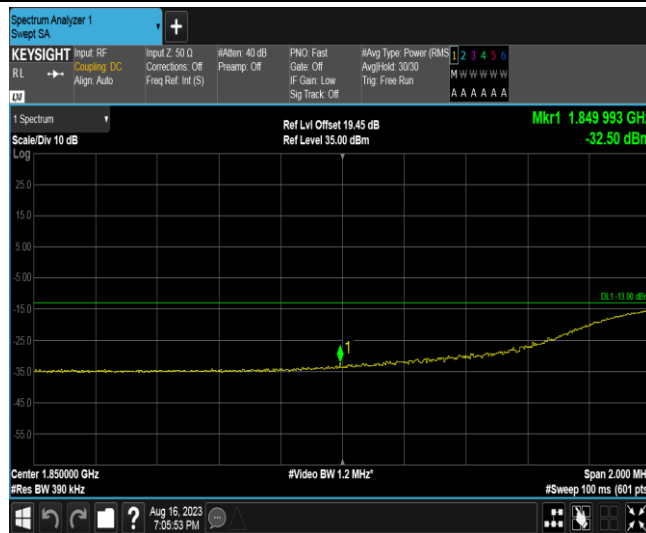 Spectrum Analyzer 1
Swept SA
+
KEYSIGHT
RL
Input: RF
Coupling: DC
Align: Auto
Input Z: 50 Ω
Corrections: Off
Freq Ref: Int (S)
#Atten: 40 dB
Preamp: Off
PNO: Fast
Gate: Off
IF Gain: Low
Sig Track: Off
#Avg Type: Power (RMS
Avg|Hold: 30/30
Trig: Free Run
1 2 3 4 5 6
M W W W W W
A A A A A A
1 Spectrum
Scale/Div 10 dB
Ref Lvl Offset 19.45 dB
Ref Level 35.00 dBm
Mkr1 1.849 993 GHz
-32.50 dBm
Log
25.0
15.0
5.00
-5.00
-15.0
-25.0
-35.0
-45.0
-55.0
DL1 -13.00 dBm
1
Center 1.850000 GHz
#Res BW 390 kHz
#Video BW 1.2 MHz*
Span 2.000 MH
#Sweep 100 ms (601 pts
?
Aug 16, 2023
7:05:53 PM